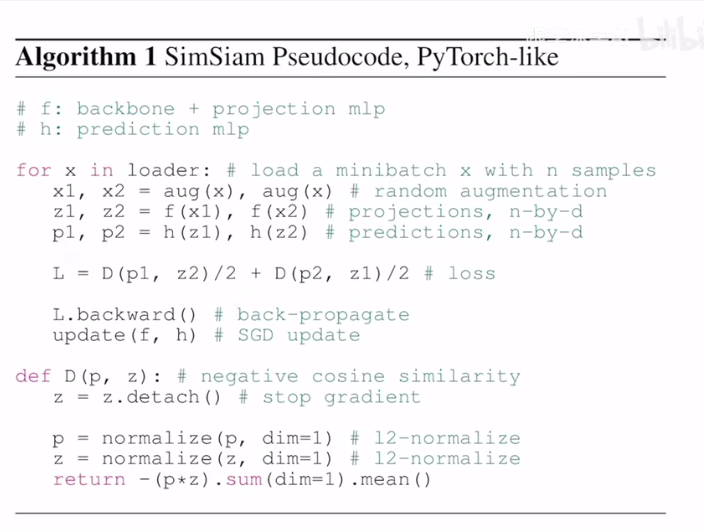 Algorithm 1 SimSiam Pseudocode, PyTorch-like
# f: backbone + projection mlp
# h: prediction mlp
for x in loader: # load a minibatch x with n samples
x1, x2 = aug(x), aug(x) # random augmentation
z1, z2 = f(x1), f(x2) # projections, n-by-d
p1, p2 = h(z1), h(z2) # predictions, n-by-d
L = D(p1, z2)/2 + D(p2, z1)/2 # loss
L.backward() # back-propagate
update(f, h) # SGD update
def D(p, z): # negative cosine similarity
z = z.detach() # stop gradient
p = normalize(p, dim=1) # l2-normalize
z = normalize(z, dim=1) # l2-normalize
return -(p*z).sum(dim=1).mean()